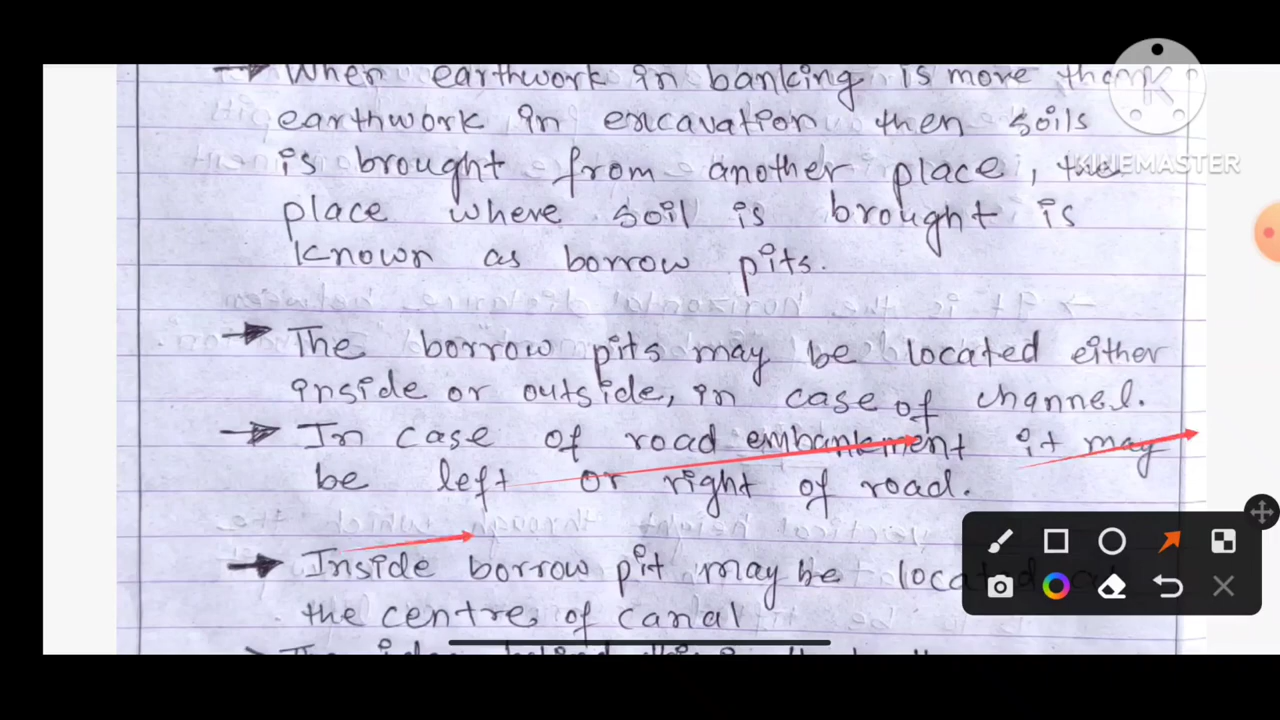 → When earthwork in banking is more than
earthwork in excavation then soils
is brought from another place, the
place where soil is brought is
known as borrow pits.
→ The borrow pits may be located either
inside or outside, in case of channel.
→ In case of road embankment it may
be left or right of road.
→ Inside borrow pit may be located at
the centre of canal
KINEMASTER